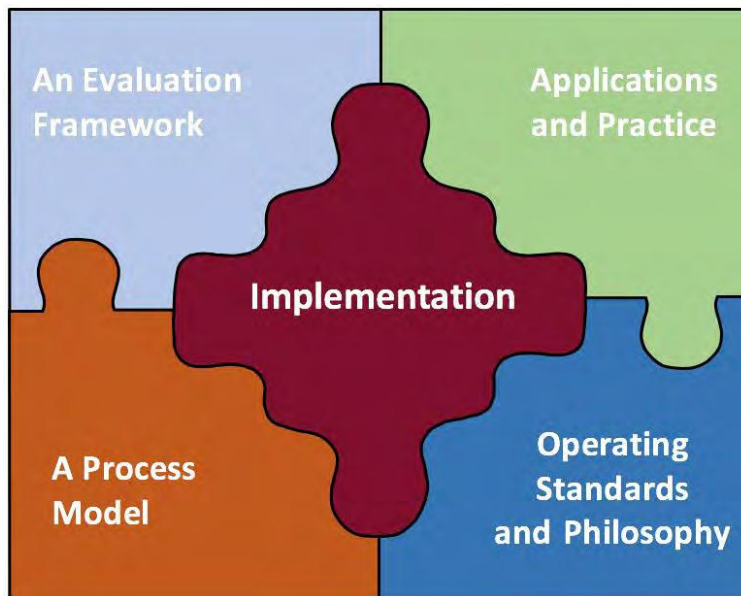 An Evaluation
Framework
Applications
and Practice
Implementation
A Process
Model
Operating
Standards
and Philosophy